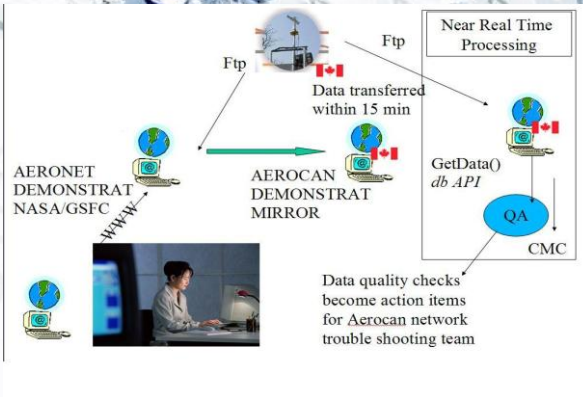 Near Real Time
Processing
Ftp
Ftp
Data transferred
within 15 min
AERONET
DEMONSTRAT
NASA/GSFC
AEROCAN
DEMONSTRAT
MIRROR
GetData()
db API
WWW
QA
CMC
Data quality checks
become action items
for Aerocan network
trouble shooting team